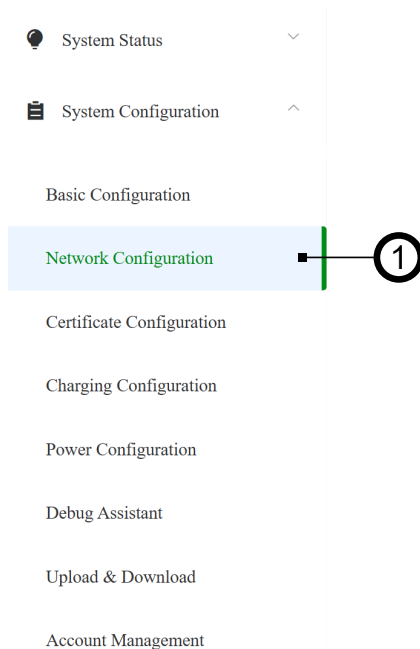 System Status
System Configuration
Basic Configuration
Network Configuration
1
Certificate Configuration
Charging Configuration
Power Configuration
Debug Assistant
Upload & Download
Account Management